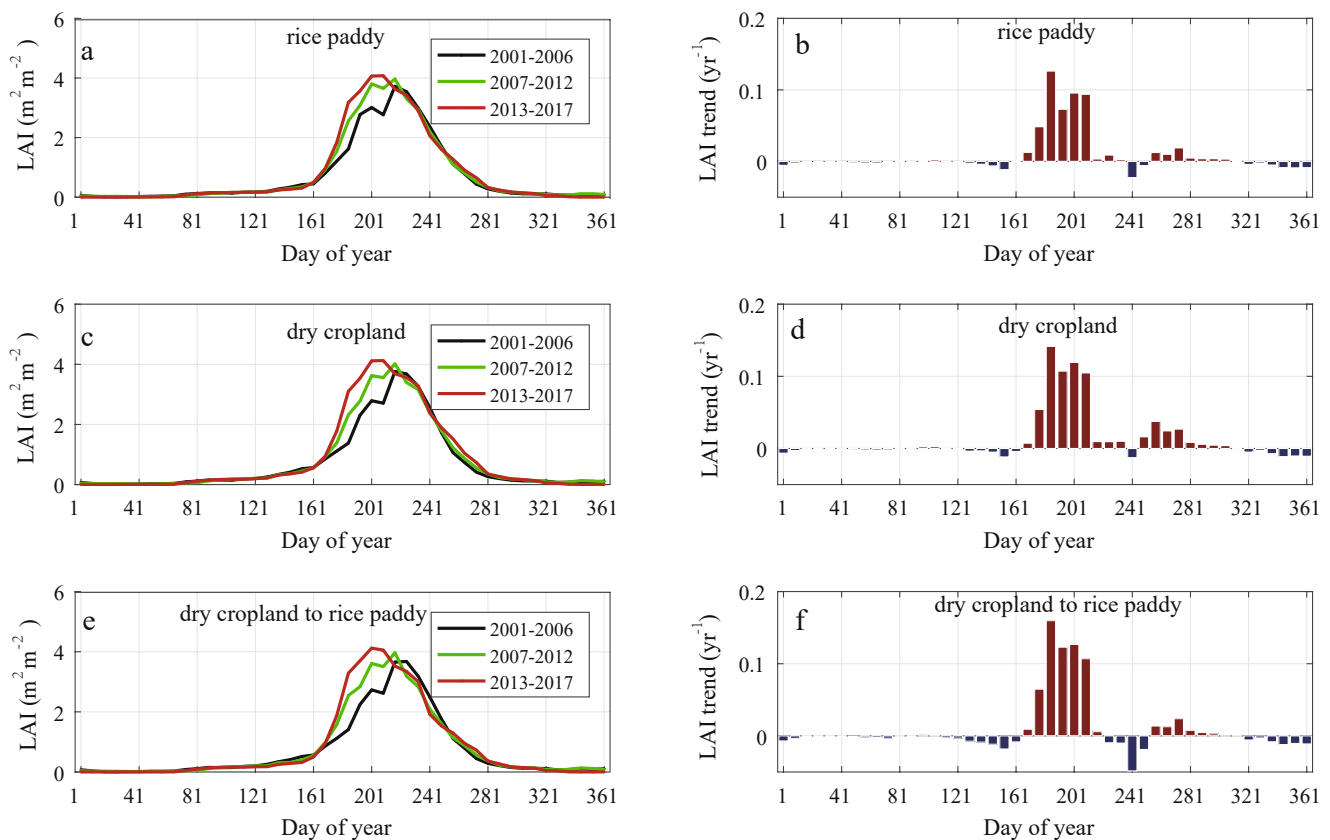 a
rice paddy
2001-2006
2007-2012
2013-2017
LAI (m² m⁻²)
6
4
2
0
1 41 81 121 161 201 241 281 321 361
Day of year
b
rice paddy
LAI trend (yr⁻¹)
0.2
0.1
0
1 41 81 121 161 201 241 281 321 361
Day of year
c
dry cropland
2001-2006
2007-2012
2013-2017
LAI (m² m⁻²)
6
4
2
0
1 41 81 121 161 201 241 281 321 361
Day of year
d
dry cropland
LAI trend (yr⁻¹)
0.2
0.1
0
1 41 81 121 161 201 241 281 321 361
Day of year
e
dry cropland to rice paddy
2001-2006
2007-2012
2013-2017
LAI (m² m⁻²)
6
4
2
0
1 41 81 121 161 201 241 281 321 361
Day of year
f
dry cropland to rice paddy
LAI trend (yr⁻¹)
0.2
0.1
0
1 41 81 121 161 201 241 281 321 361
Day of year